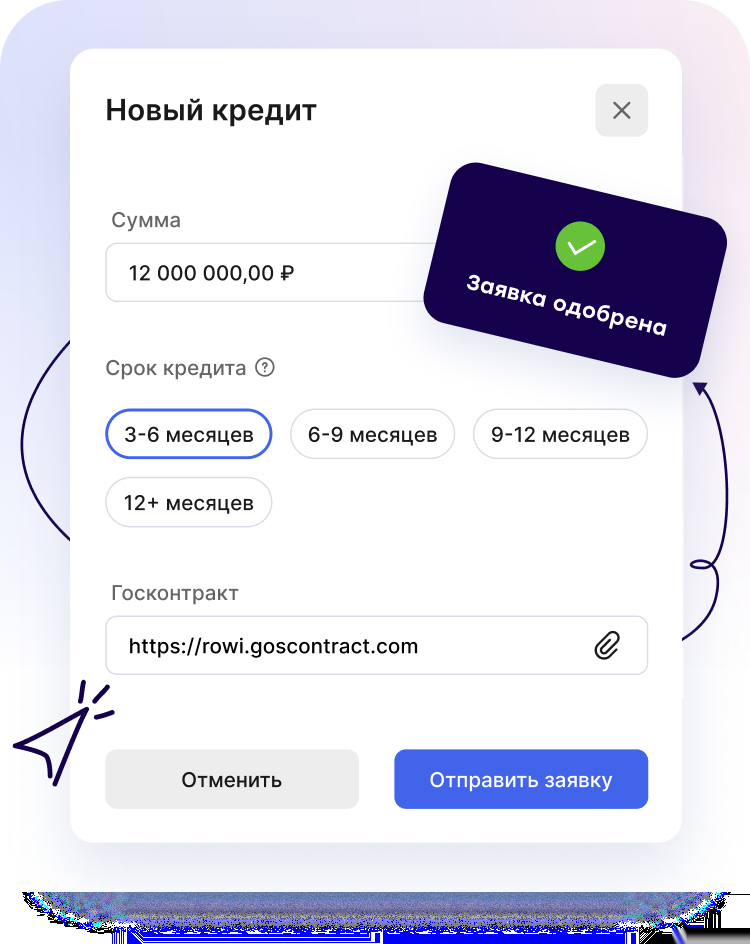 Новый кредит
Сумма
12 000 000,00 ₽
Заявка одобрена
Срок кредита ?
3-6 месяцев
6-9 месяцев
9-12 месяцев
12+ месяцев
Госконтракт
https://rowi.goscontract.com
Отменить
Отправить заявку